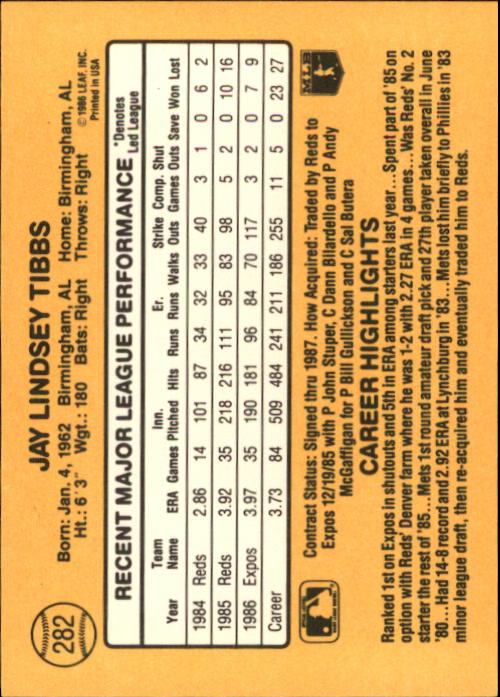 282
JAY LINDSEY TIBBS
Born: Jan. 4, 1962 Birmingham, AL Home: Birmingham, AL
Ht.: 6'3" Wgt.: 180 Bats: Right Throws: Right
© 1986 LEAF, INC.
Printed in USA
RECENT MAJOR LEAGUE PERFORMANCE
*Denotes
Led League
Year Team Name ERA Games Inn. Pitched Hits Runs Er. Runs Walks Strike Outs Comp. Games Shut Outs Save Won Lost
1984 Reds 2.86 14 101 87 34 32 33 40 3 1 0 6 2
1985 Reds 3.92 35 218 216 111 95 83 98 5 2 0 10 16
1986 Expos 3.97 35 190 181 96 84 70 117 3 2 0 7 9
Career 3.73 84 509 484 241 211 186 255 11 5 0 23 27
Contract Status: Signed thru 1987. How Acquired: Traded by Reds to
Expos 12/19/85 with P John Stuper, C Dann Bilardello and P Andy
McGaffigan for P Bill Gullickson and C Sal Butera
MLB
CAREER HIGHLIGHTS
Ranked 1st on Expos in shutouts and 5th in ERA among starters last year...Spent part of '85 on
option with Reds' Denver farm where he was 1-2 with 2.27 ERA in 4 games...Was Reds' No. 2
starter the rest of '85...Mets 1st round amateur draft pick and 27th player taken overall in June
'80...Had 14-8 record and 2.92 ERA at Lynchburg in '83...Mets lost him briefly to Phillies in '83
minor league draft, then re-acquired him and eventually traded him to Reds.